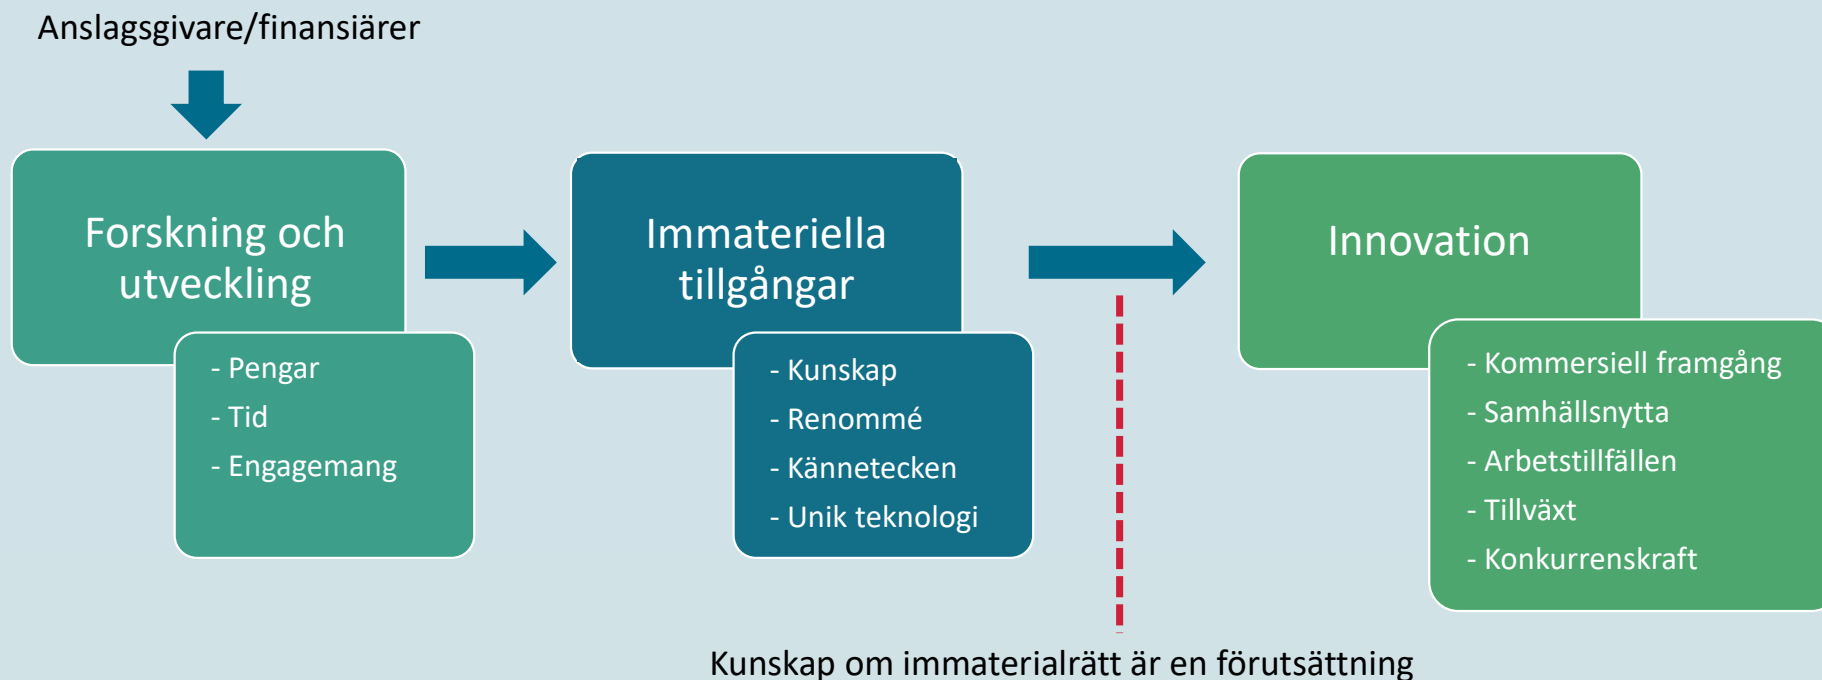 Anslagsgivare/finansiärer
Forskning och
utveckling
- Pengar
- Tid
- Engagemang
Immateriella
tillgångar
- Kunskap
- Renommé
- Kännetecken
- Unik teknologi
Innovation
- Kommersiell framgång
- Samhällsnytta
- Arbetstillfällen
- Tillväxt
- Konkurrenskraft
Kunskap om immaterialrätt är en förutsättning